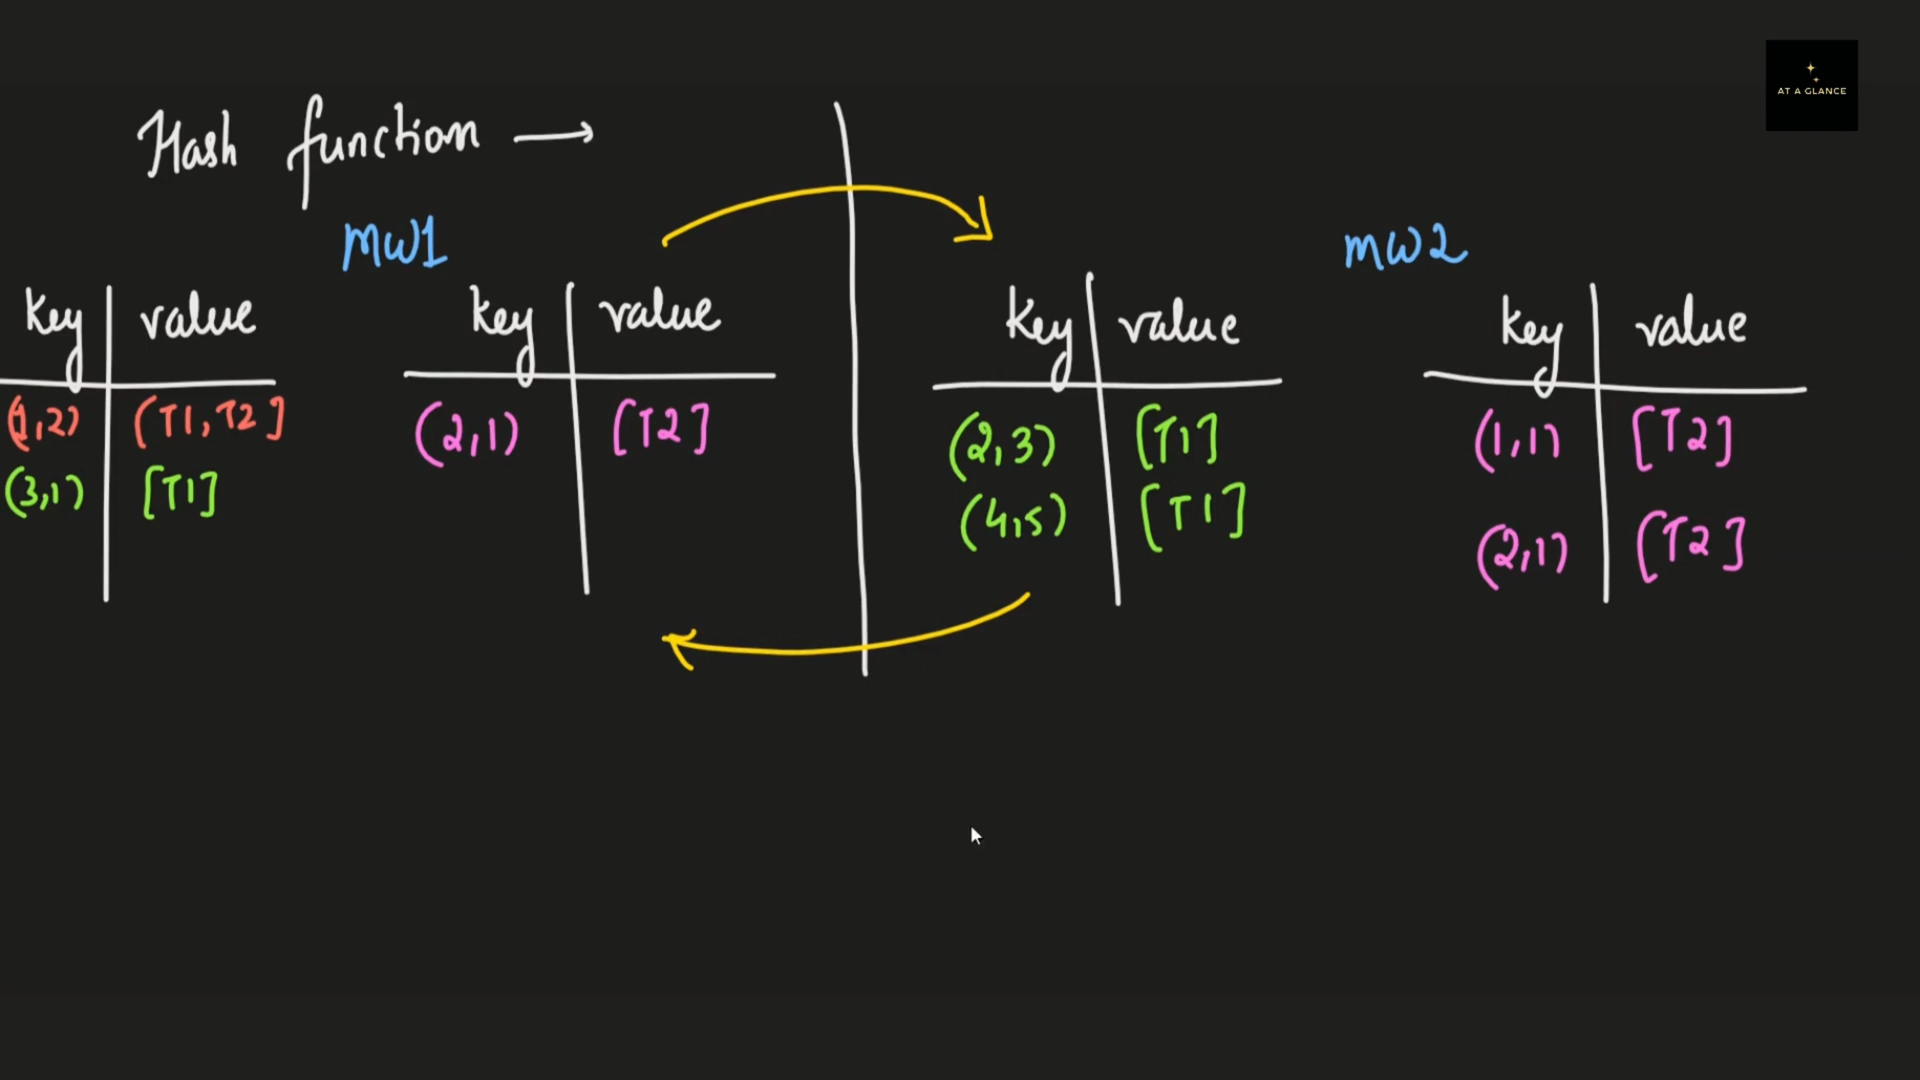 AT A GLANCE
Hash function →
MW1
MW2
key value key value key value key value
(1,2) [T1,T2] (2,1) [T2] (2,3) [T1] (1,1) [T2]
(3,1) [T1] (4,5) [T1] (2,1) [T2]